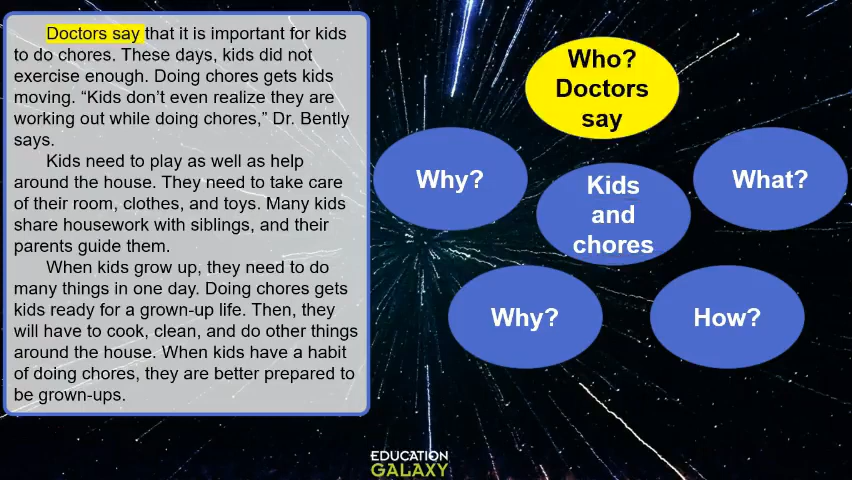 Doctors say that it is important for kids
to do chores. These days, kids did not
exercise enough. Doing chores gets kids
moving. “Kids don’t even realize they are
working out while doing chores,” Dr. Bently
says.
Kids need to play as well as help
around the house. They need to take care
of their room, clothes, and toys. Many kids
share housework with siblings, and their
parents guide them.
When kids grow up, they need to do
many things in one day. Doing chores gets
kids ready for a grown-up life. Then, they
will have to cook, clean, and do other things
around the house. When kids have a habit
of doing chores, they are better prepared to
be grown-ups.
Who?
Doctors
say
Why?
Kids
and
chores
What?
Why?
How?
EDUCATION
GALAXY